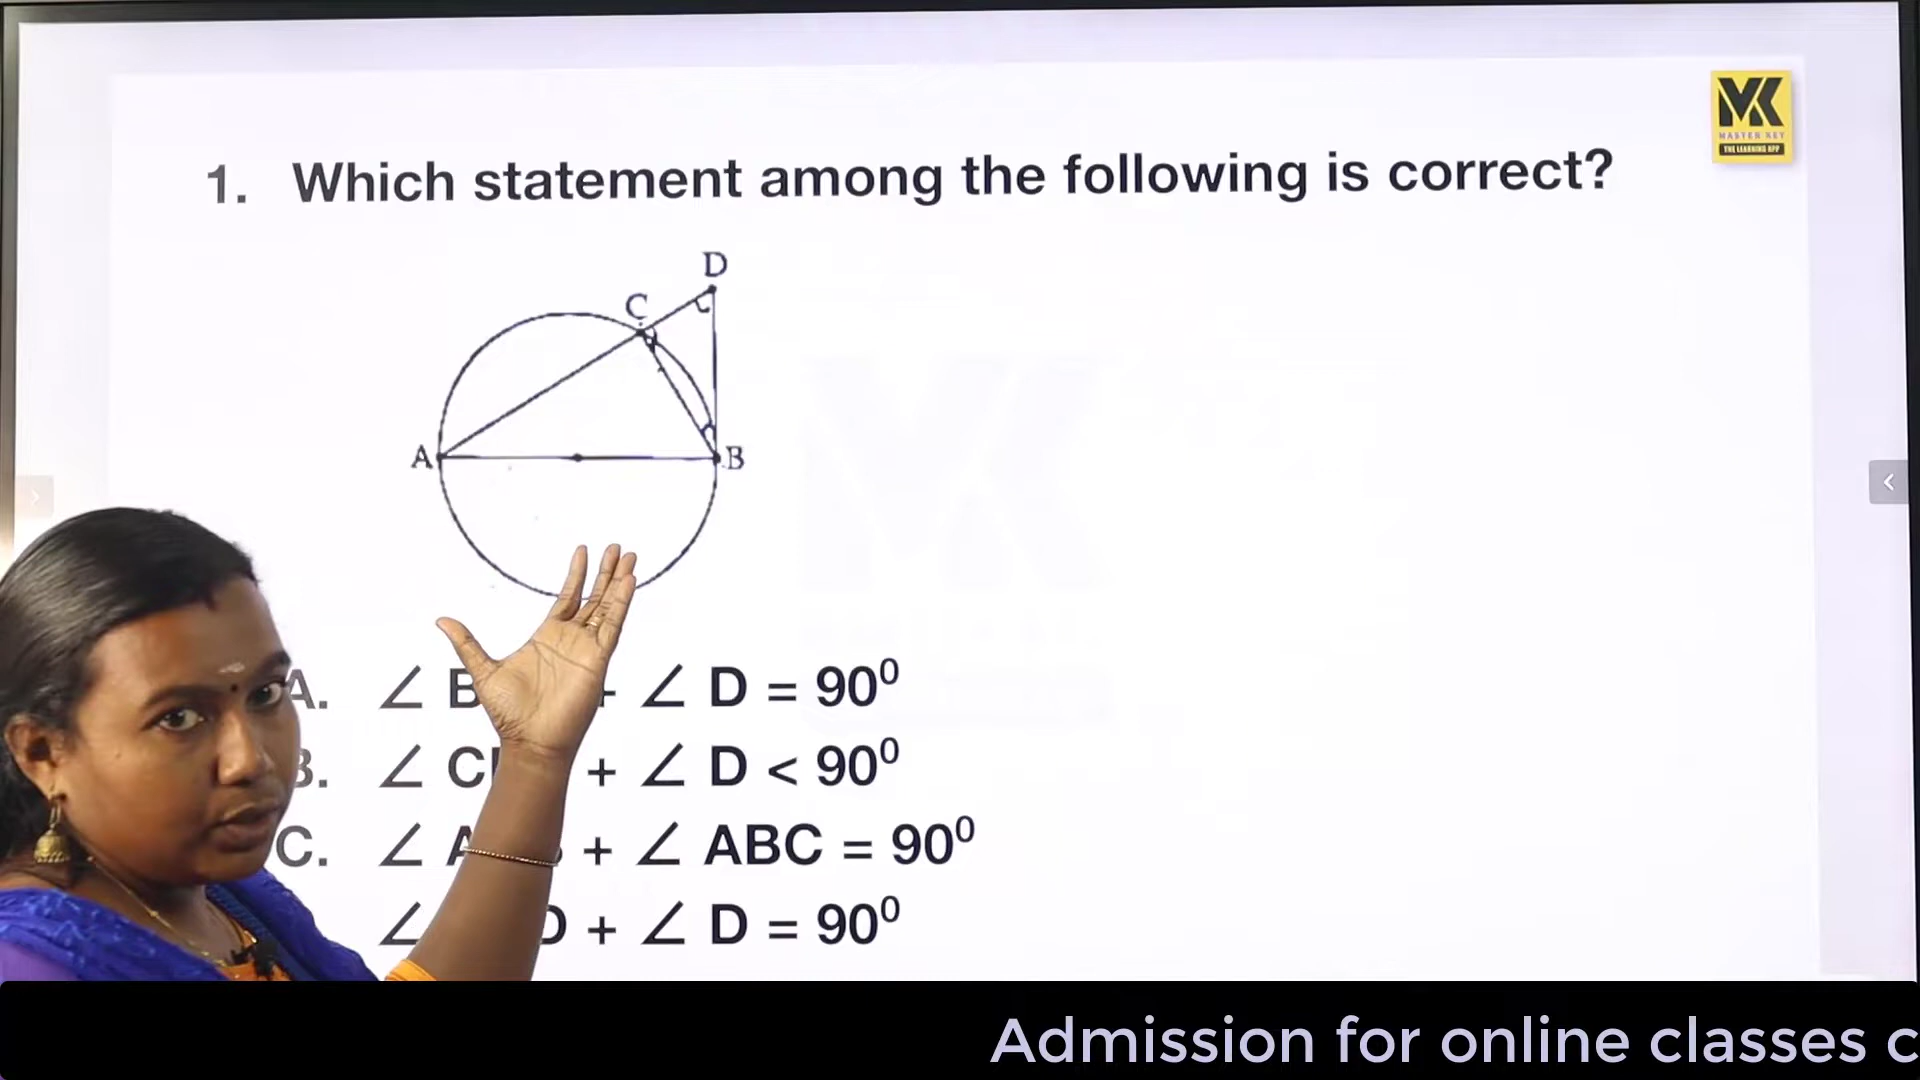 MK
MASTER KEY
THE LEARNING APP
1. Which statement among the following is correct?
D
C
A
B
A. ∠ B + ∠ D = 90⁰
B. ∠ C + ∠ D < 90⁰
C. ∠ A + ∠ ABC = 90⁰
∠ D + ∠ D = 90⁰
Admission for online classes c